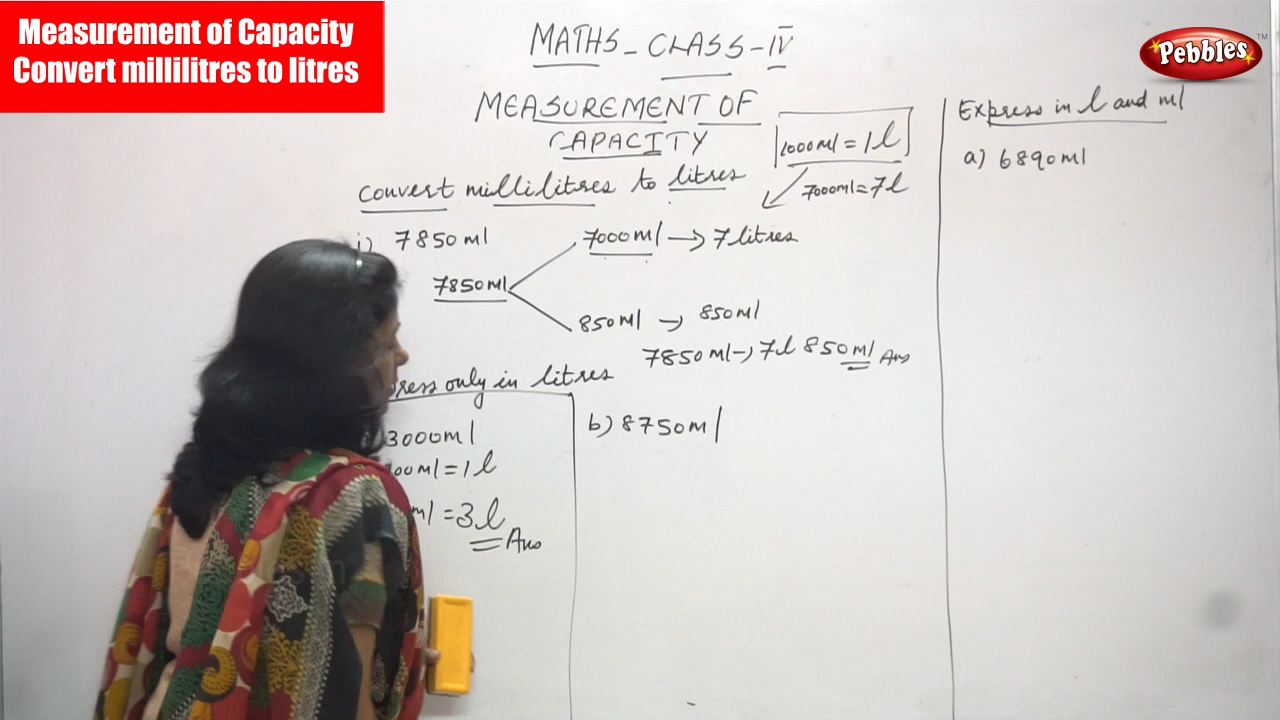 Measurement of Capacity
Convert millilitres to litres
Pebbles TM
MATHS - CLASS - IV
MEASUREMENT OF
CAPACITY
1000ml = 1l
7000ml = 7l
convert millilitres to litres
i) 7850ml
7850ml
7000ml → 7 litres
850ml → 850ml
7850ml → 7l 850ml Ans
ress only in litres
3000ml
00ml = 1l
ml = 3l
Ans
b) 8750ml
Express in l and ml
a) 6890ml